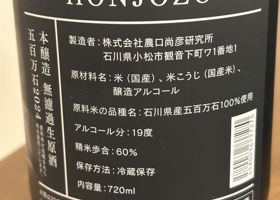 HONJOZO
本醸造 無濾過生原酒
五百万石2024
製造者：株式会社農口尚彦研究所
石川県小松市観音下町ワ1番地1
原材料名：米（国産）、米こうじ（国産米）、
醸造アルコール
原料米の品種名：石川県産五百万石100%使用
アルコール分：19度
精米歩合：60%
保存方法：冷蔵保存
内容量：720ml